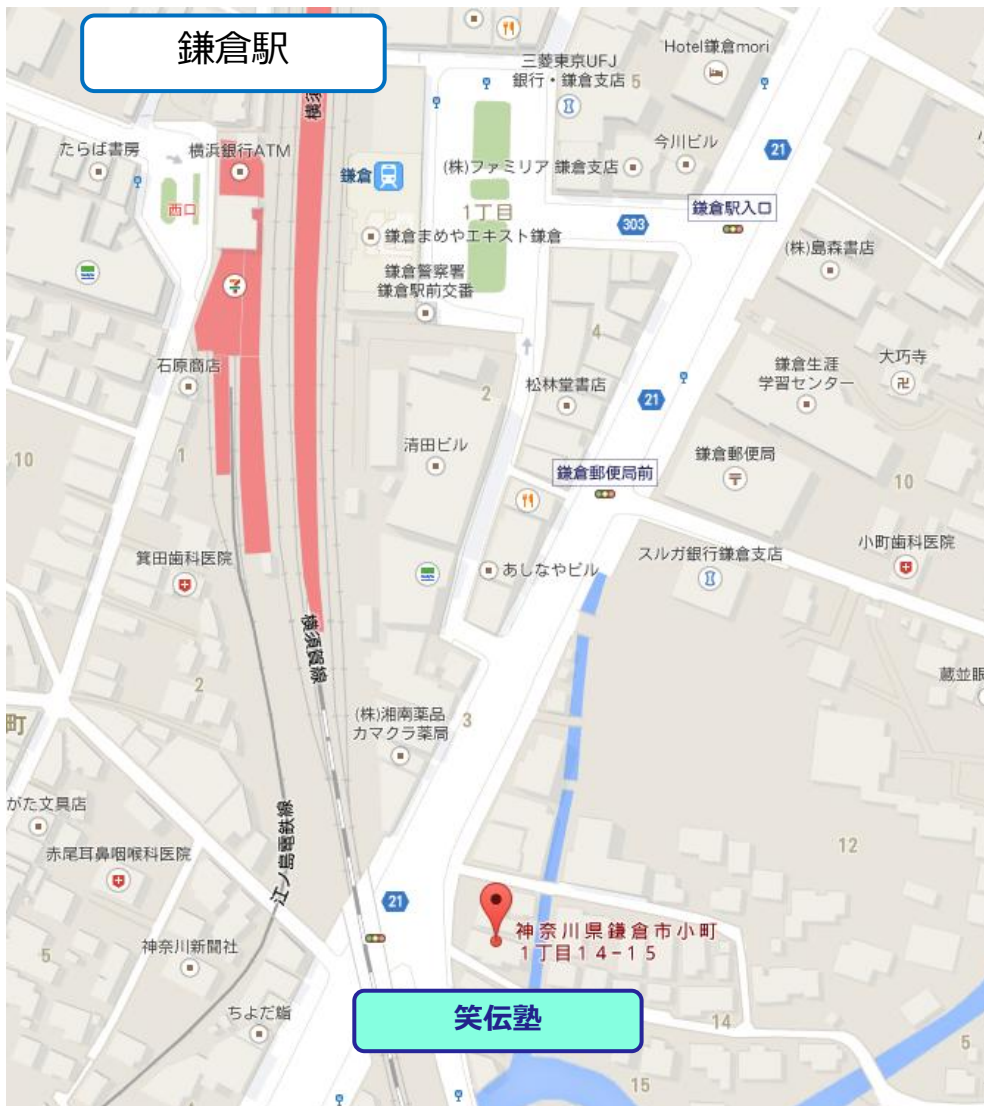 鎌倉駅
Hotel鎌倉mori
三菱東京UFJ
銀行・鎌倉支店
5
今川ビル
21
たらば書房
横浜銀行ATM
鎌倉
(株)ファミリア 鎌倉支店
西口
1丁目
303
鎌倉駅入口
鎌倉まめやエキスト鎌倉
(株)島森書店
鎌倉警察署
鎌倉駅前交番
4
石原商店
鎌倉生涯
学習センター
大巧寺
卍
2
松林堂書店
21
清田ビル
鎌倉郵便局前
鎌倉郵便局
〒
10
1
10
箕田歯科医院
あしなやビル
スルガ銀行鎌倉支店
小町歯科医院
横須賀線
2
蔵並眼
町
(株)湘南薬品
カマクラ薬局
3
がた文具店
江ノ島電鉄線
12
赤尾耳鼻咽喉科医院
21
神奈川県鎌倉市小町
1丁目14-15
神奈川新聞社
5
笑伝塾
ちよだ鮨
14
5
15